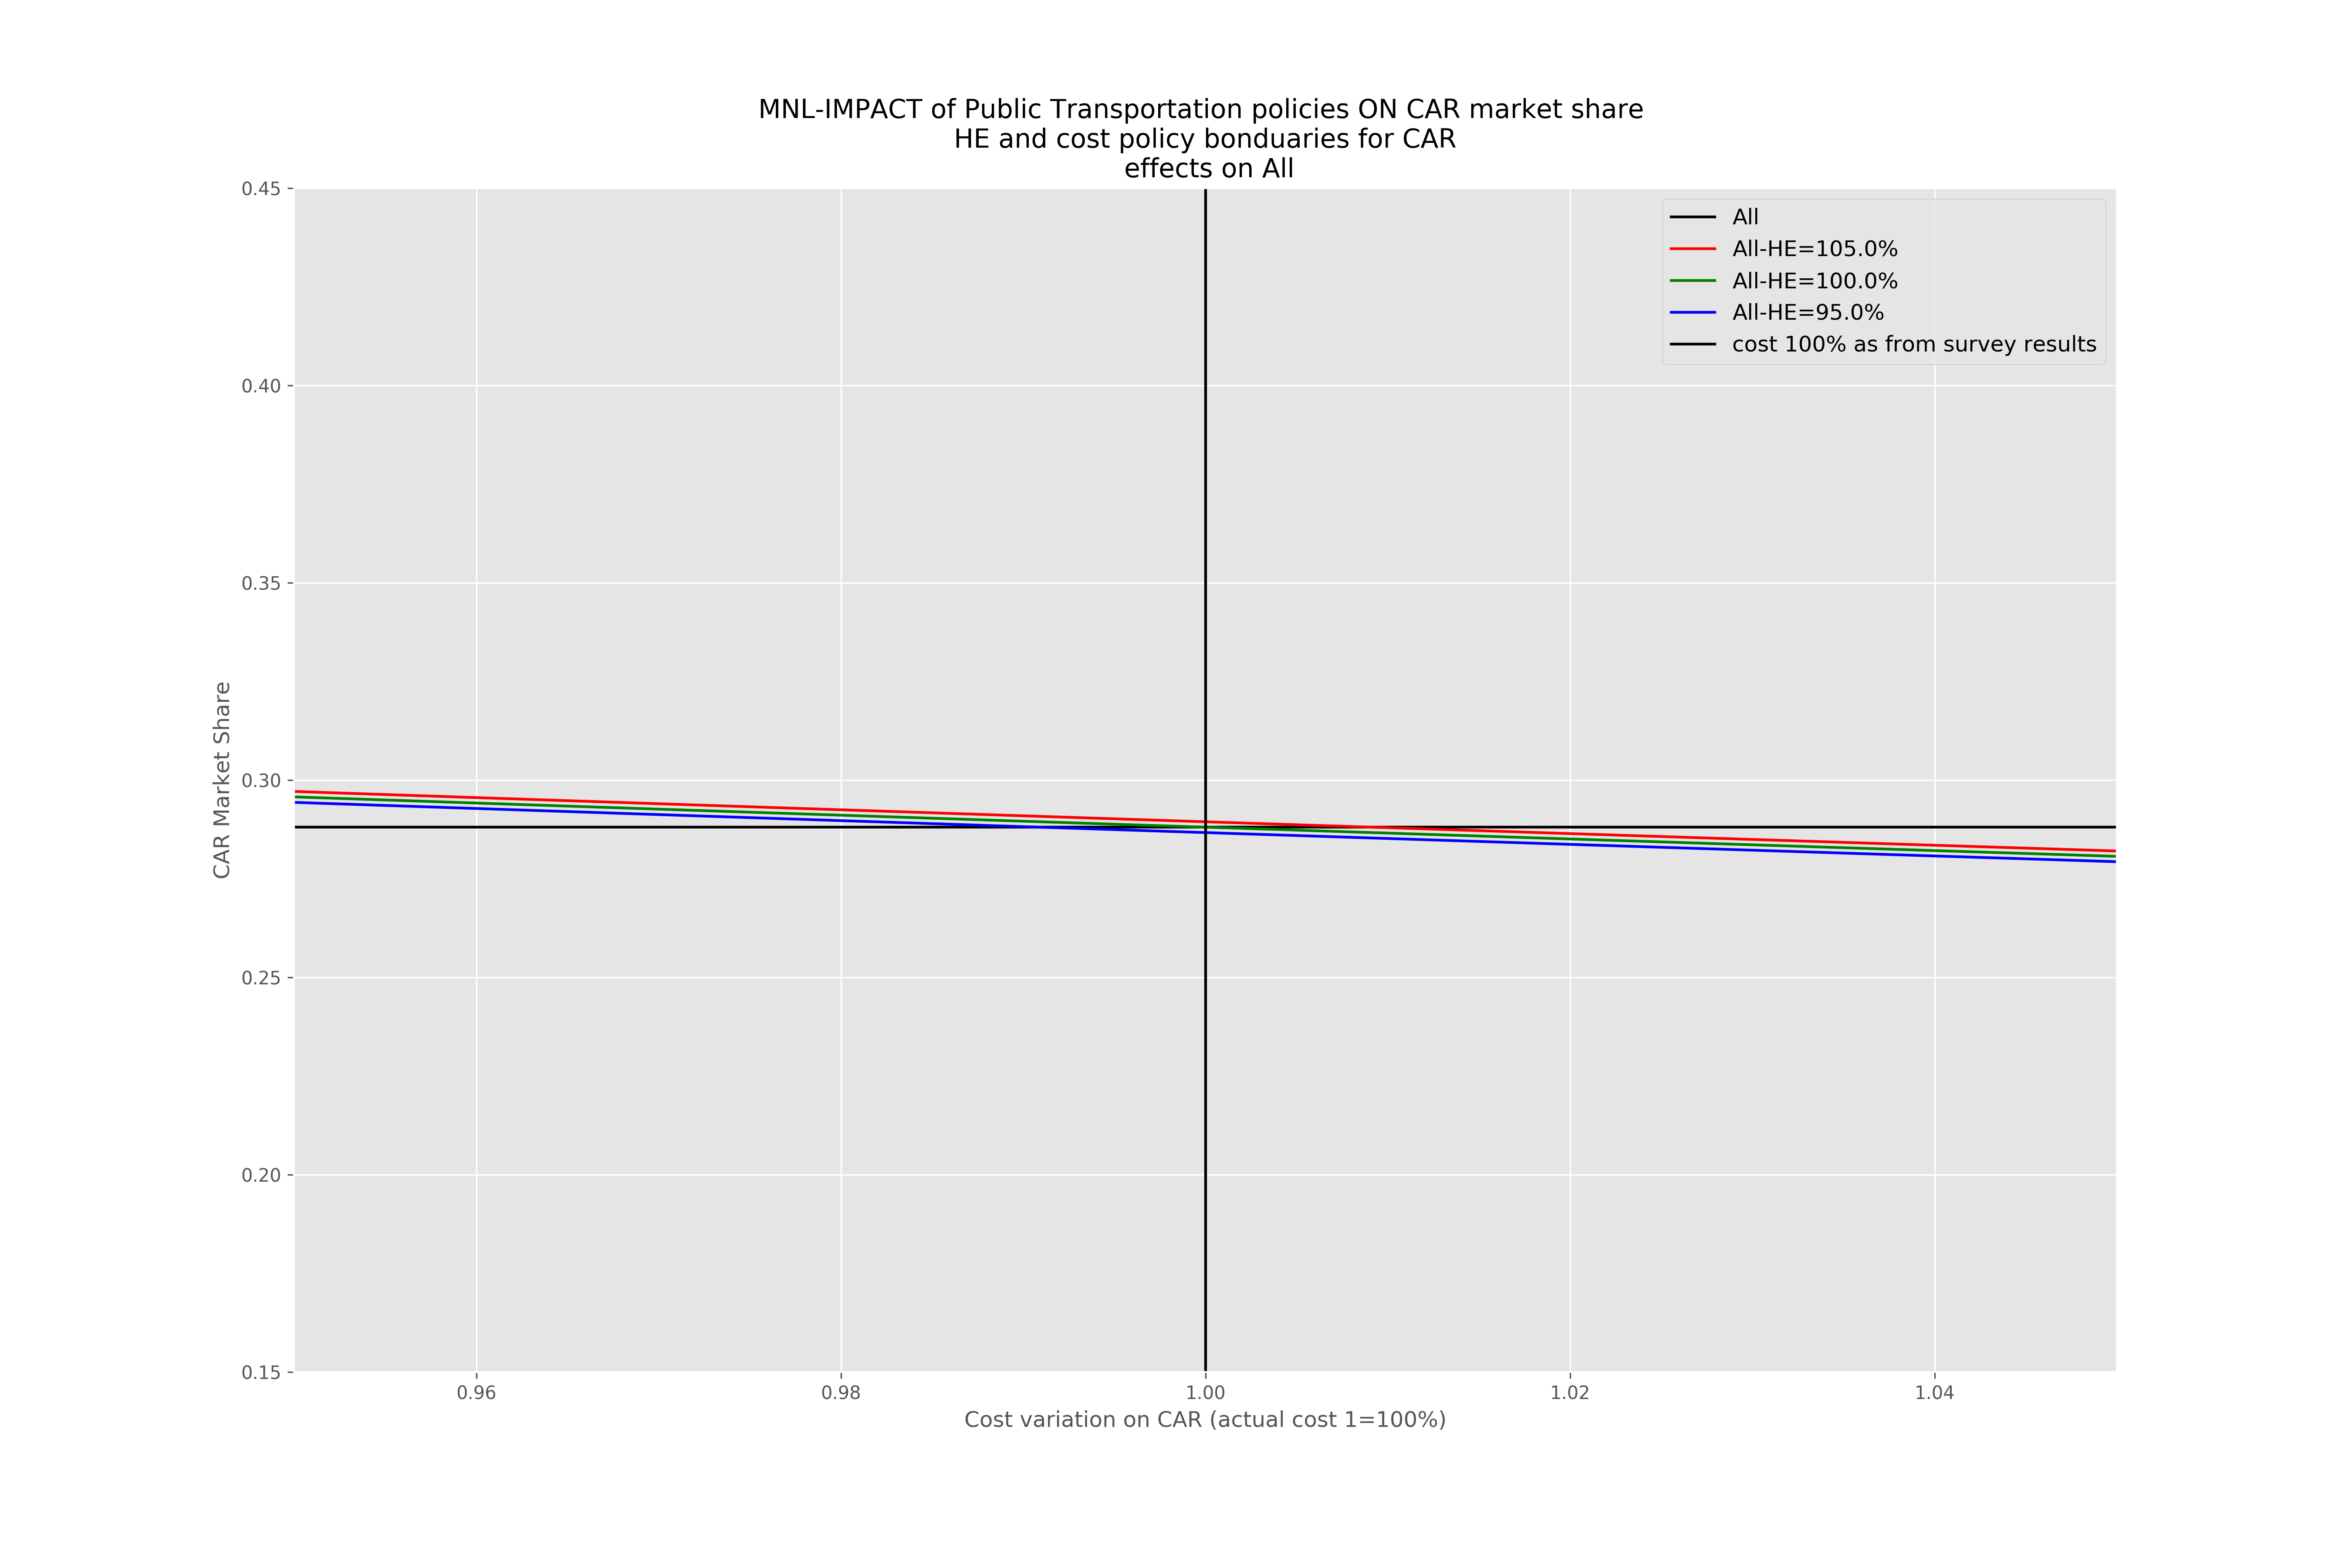 MNL-IMPACT of Public Transportation policies ON CAR market share
HE and cost policy bonduaries for CAR
effects on All
All
All-HE=105.0%
All-HE=100.0%
All-HE=95.0%
cost 100% as from survey results
CAR Market Share
0.45
0.40
0.35
0.30
0.25
0.20
0.15
0.96 0.98 1.00 1.02 1.04
Cost variation on CAR (actual cost 1=100%)